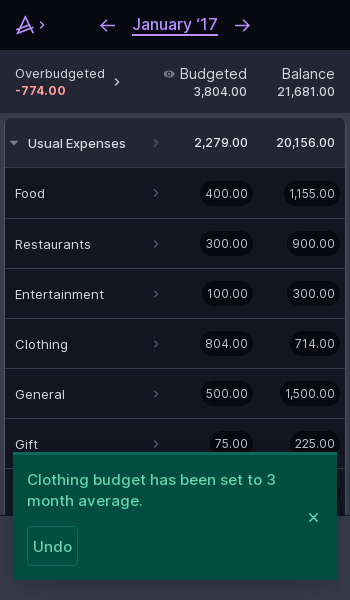 January ‘17
Overbudgeted
-774.00
Budgeted
3,804.00
Balance
21,681.00
Usual Expenses 2,279.00 20,156.00
Food 400.00 1,155.00
Restaurants 300.00 900.00
Entertainment 100.00 300.00
Clothing 804.00 714.00
General 500.00 1,500.00
Gift 75.00 225.00
Clothing budget has been set to 3
month average.
Undo